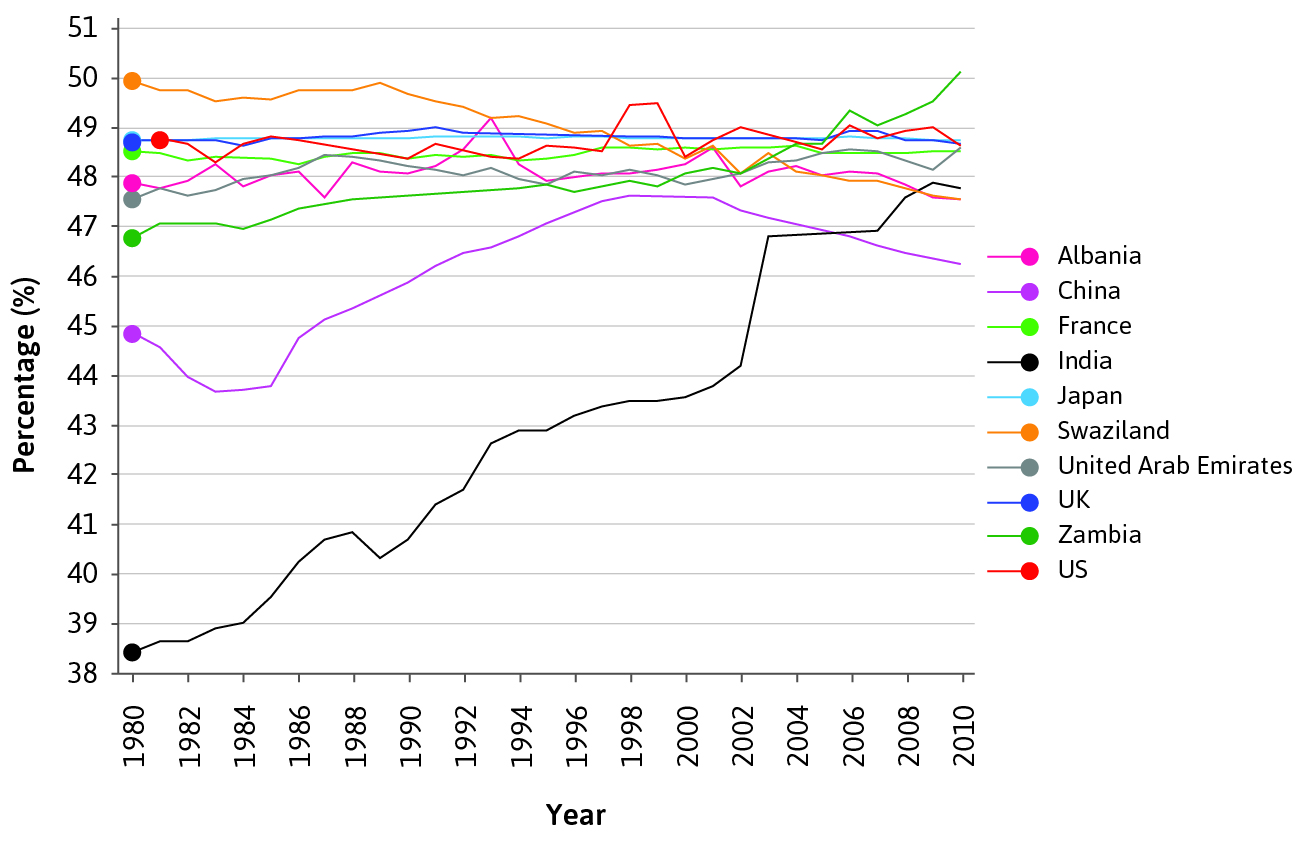 Percentage (%)
51
50
49
48
47
46
45
44
43
42
41
40
39
38
1980
1982
1984
1986
1988
1990
1992
1994
1996
1998
2000
2002
2004
2006
2008
2010
Year
Albania
China
France
India
Japan
Swaziland
United Arab Emirates
UK
Zambia
US